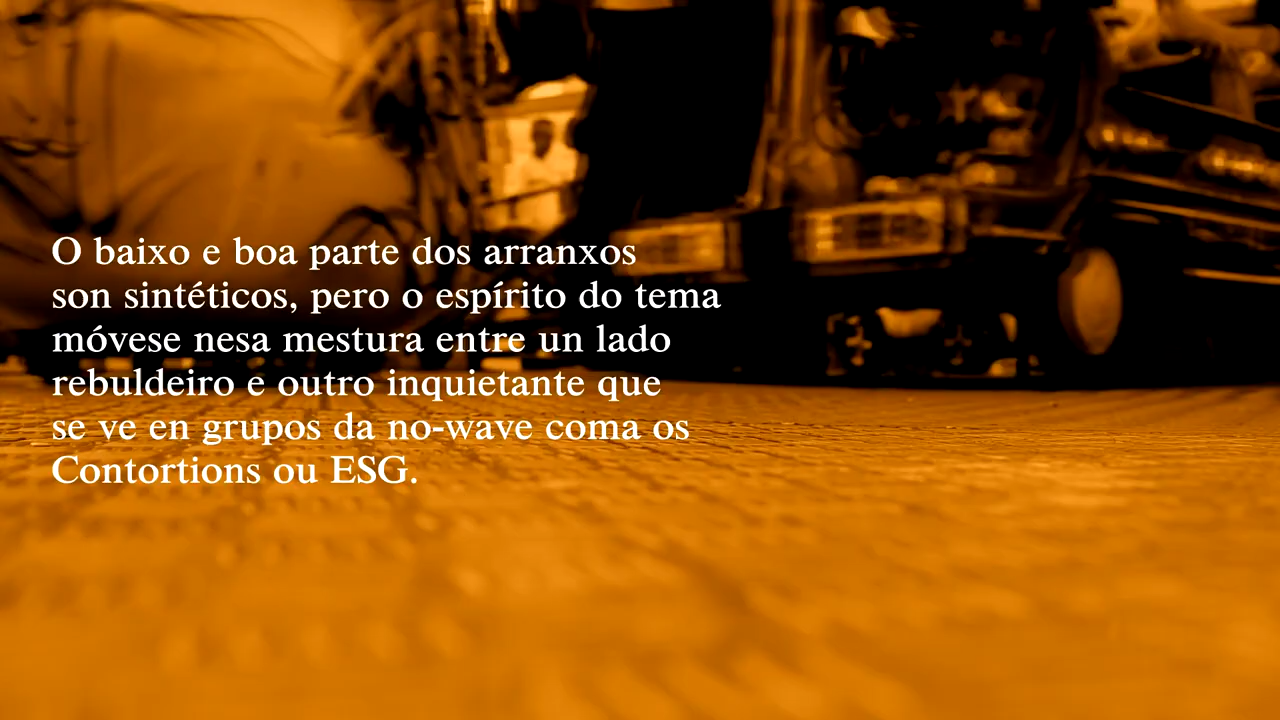 O baixo e boa parte dos arranxos
son sintéticos, pero o espírito do tema
móvese nesa mestura entre un lado
rebuldeiro e outro inquietante que
se ve en grupos da no-wave coma os
Contortions ou ESG.